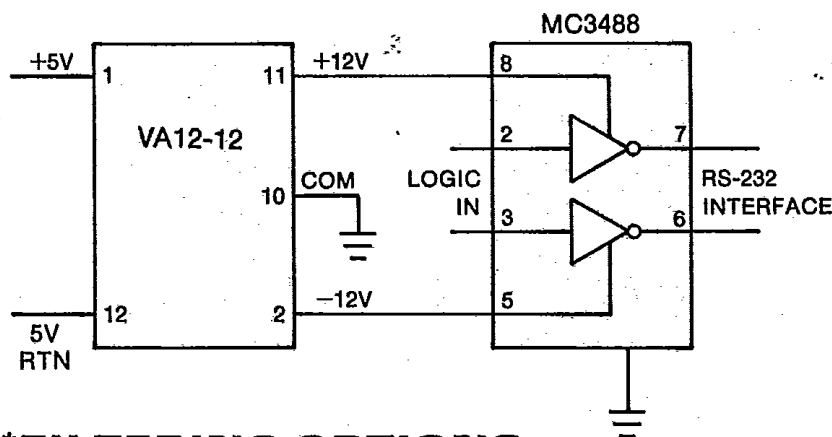 MC3488
+5V
1
11
+12V
8
VA12-12
2
7
LOGIC
IN
RS-232
INTERFACE
10
COM
3
6
5V
RTN
12
2
−12V
5